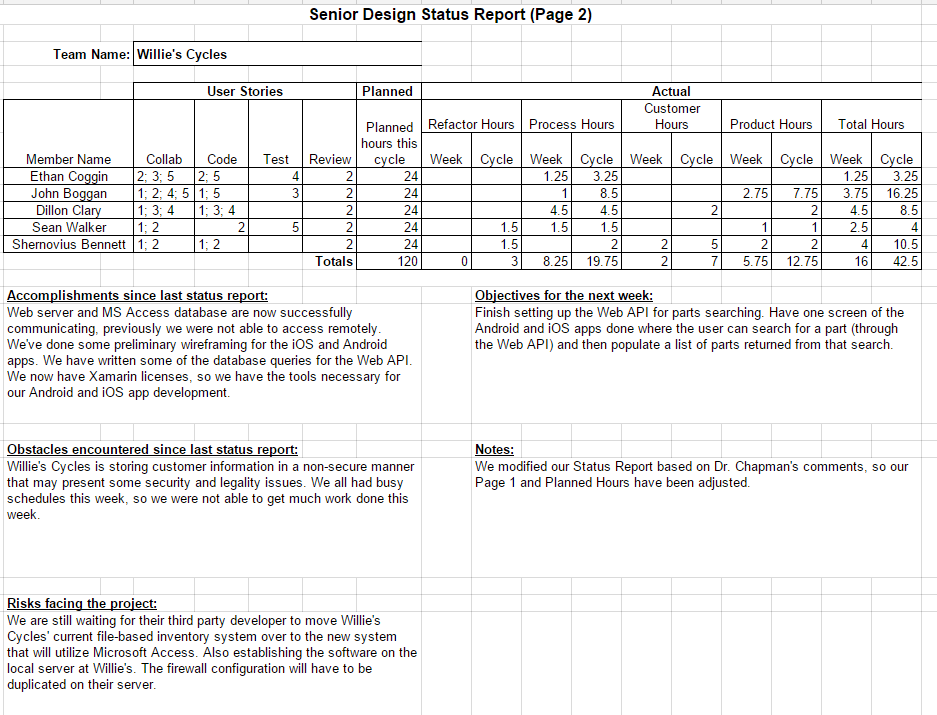 Senior Design Status Report (Page 2)
Team Name: Willie's Cycles
User Stories Planned Actual
Member Name Collab Code Test Review Planned hours this cycle Refactor Hours Process Hours Customer Hours Product Hours Total Hours
Week Cycle Week Cycle Week Cycle Week Cycle Week Cycle
Ethan Coggin 2; 3; 5 2; 5 4 2 24 1.25 3.25 1.25 3.25
John Boggan 1; 2; 4; 5 1; 5 3 2 24 1 8.5 2.75 7.75 3.75 16.25
Dillon Clary 1; 3; 4 1; 3; 4 2 24 4.5 4.5 2 2 4.5 8.5
Sean Walker 1; 2 2 5 2 24 1.5 1.5 1.5 1 1 2.5 4
Shernovius Bennett 1; 2 1; 2 2 24 1.5 2 2 5 2 2 4 10.5
Totals 120 0 3 8.25 19.75 2 7 5.75 12.75 16 42.5
Accomplishments since last status report:
Web server and MS Access database are now successfully
communicating, previously we were not able to access remotely.
We've done some preliminary wireframing for the iOS and Android
apps. We have written some of the database queries for the Web API.
We now have Xamarin licenses, so we have the tools necessary for
our Android and iOS app development.
Objectives for the next week:
Finish setting up the Web API for parts searching. Have one screen of the
Android and iOS apps done where the user can search for a part (through
the Web API) and then populate a list of parts returned from that search.
Obstacles encountered since last status report:
Willie's Cycles is storing customer information in a non-secure manner
that may present some security and legality issues. We all had busy
schedules this week, so we were not able to get much work done this
week.
Notes:
We modified our Status Report based on Dr. Chapman's comments, so our
Page 1 and Planned Hours have been adjusted.
Risks facing the project:
We are still waiting for their third party developer to move Willie's
Cycles' current file-based inventory system over to the new system
that will utilize Microsoft Access. Also establishing the software on the
local server at Willie's. The firewall configuration will have to be
duplicated on their server.